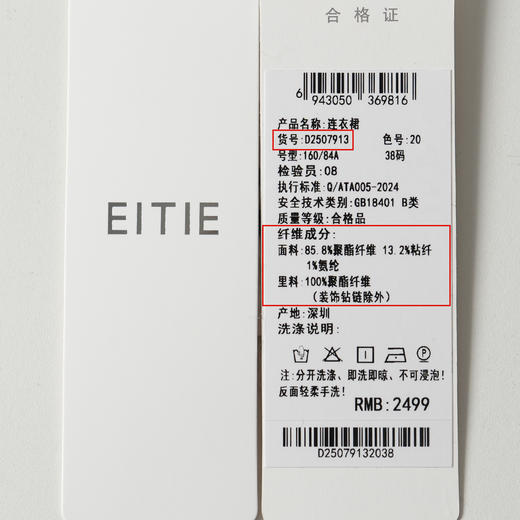 EITIE
合格证
6 943050 369816
产品名称:连衣裙
货号:D2507913 色号:20
号型:160/84A 38码
检验员:08
执行标准:Q/ATA005-2024
安全技术类别:GB18401 B类
质量等级:合格品
纤维成分:
面料:85.8%聚酯纤维 13.2%粘纤
1%氨纶
里料:100%聚酯纤维
(装饰钻链除外)
产地:深圳
洗涤说明:
注:分开洗涤、即洗即晾、不可浸泡!
反面轻柔手洗!
RMB:2499
D25079132038